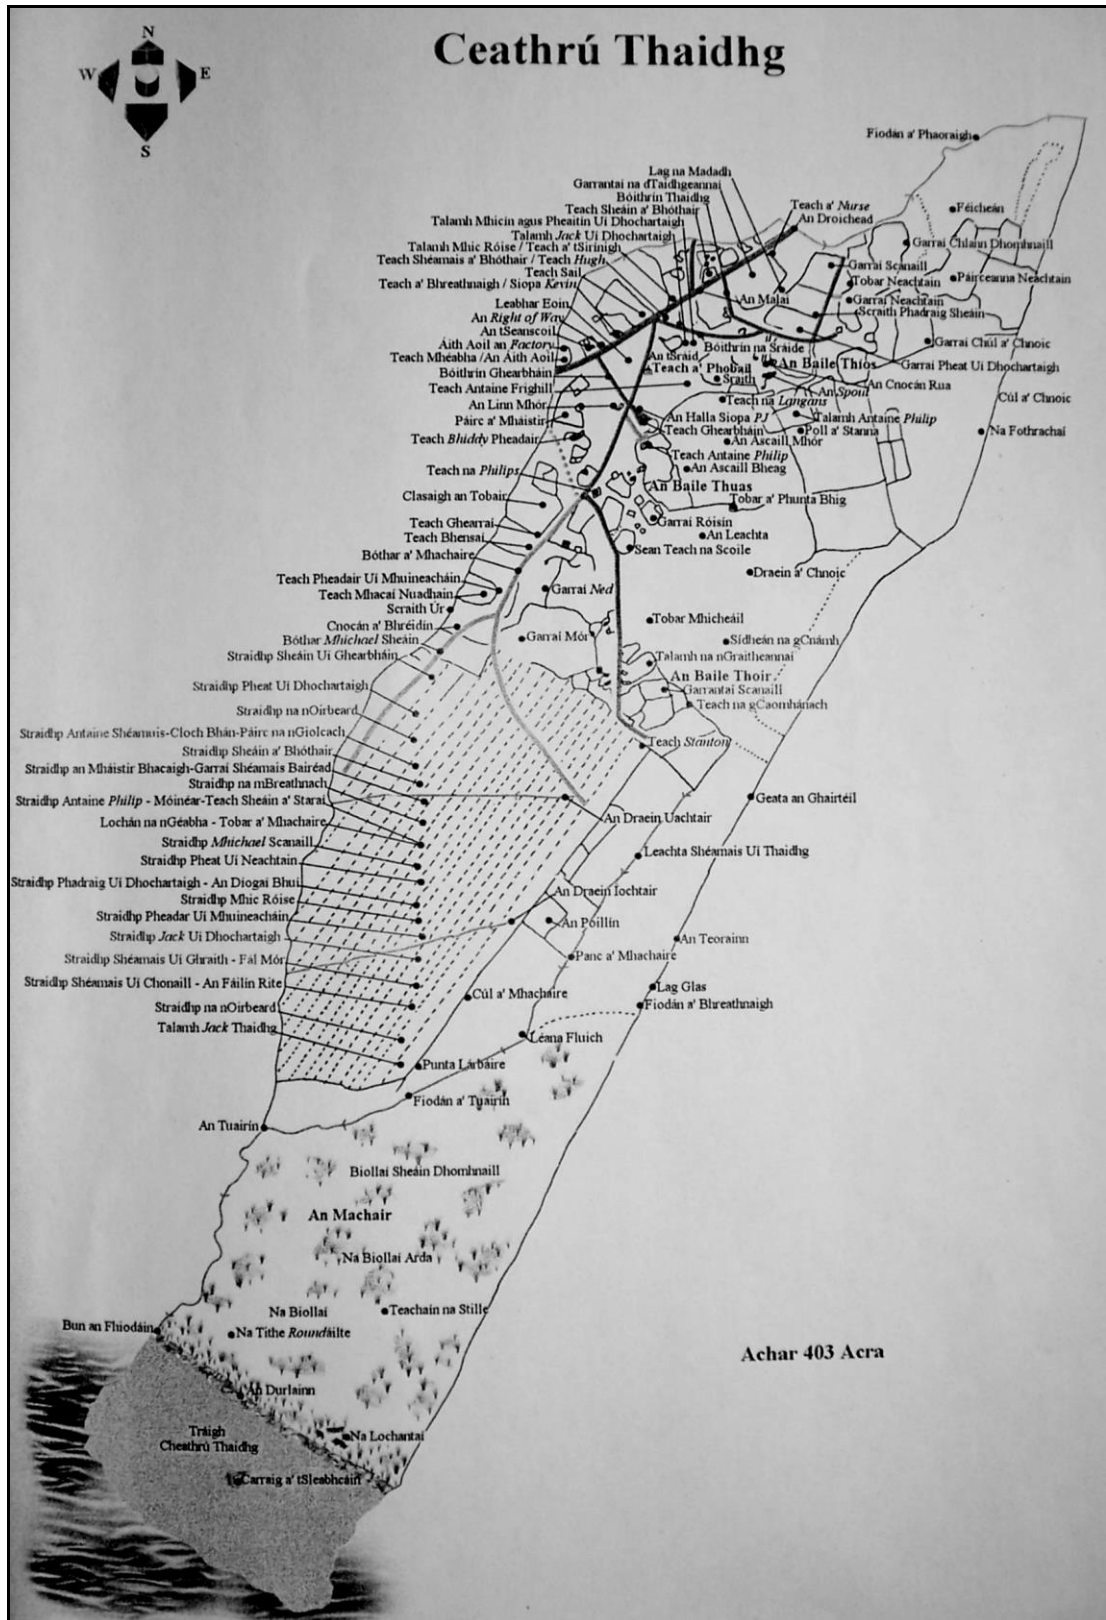 N
W E
S
Ceathrú Thaidhg
Fíodán a' Phaoraigh
Lag na Madadh
Garrantaí na dTaidhgeannaí
Bóithrín Thaidhg
Teach Sheáin a' Bhóthair
Talamh Mhicín agus Pheaitín Uí Dhochartaigh
Talamh Jack Uí Dhochartaigh
Talamh Mhic Róise / Teach a' tSírínigh
Teach Shéamais a' Bhóthair / Teach Hugh
Teach Sail
Teach a' Bhreathnaigh / Siopa Kevin
Leabhar Eoin
An Right of Way
An tSeanscoil
Áith Aoil an Factory
Teach Mhéabha /An Áith Aoil
Bóithrín Ghearbháin
Teach Antaine Frighill
An Linn Mhór
Páirc a' Mháistir
Teach Bhiddy Pheadair
Teach na Philips
Clasaigh an Tobair
Teach Ghearraí
Teach Bhensaí
Bóthar a' Mhachaire
Teach Pheadair Uí Mhuineacháin
Teach Mhacaí Nuadhain
Scraith Úr
Cnocán a' Bhréidín
Bóthar Mhichael Sheáin
Straidhp Sheáin Uí Ghearbháin
Straidhp Pheat Uí Dhochartaigh
Straidhp na nOirbeard
Straidhp Antaine Shéamuis-Cloch Bhán-Páirc na nGiolcach
Straidhp Sheáin a' Bhóthair
Straidhp an Mháistir Bhacaigh-Garraí Shéamais Bairéad
Straidhp na mBreathnach
Straidhp Antaine Philip - Móinéar-Teach Sheáin a' Staraí
Lochán na nGéabha - Tobar a' Mhachaire
Straidhp Mhichael Scanaill
Straidhp Pheat Uí Neachtain
Straidhp Phadraig Uí Dhochartaigh - An Díogaí Bhuí
Straidhp Mhic Róise
Straidhp Pheadar Uí Mhuineacháin
Straidhp Jack Uí Dhochartaigh
Straidhp Shéamais Uí Ghraith - Fál Mór
Straidhp Shéamais Uí Chonaill - An Fáilín Rite
Straidhp na nOirbeard
Talamh Jack Thaidhg
Teach a' Nurse
An Droichead
Féicheán
Garraí Chlainn Dhomhnaill
Garraí Scanaill
Tobar Neachtain
Páirceanna Neachtain
Garraí Neachtain
Scraith Phadraig Sheáin
An Malaí
Garraí Chúl a' Chnoic
Bóithrín na Sráide
An tSráid
Teach a' Phobail
Sraith
An Baile Thíos
Garraí Pheat Uí Dhochartaigh
An Cnocán Rua
An Spout
Cúl a' Chnoic
Teach na Langans
An Halla Siopa PJ
Talamh Antaine Philip
Teach Ghearbháin
Poll a' Stanna
Na Fothrachaí
An Ascaill Mhór
Teach Antaine Philip
An Ascaill Bheag
An Baile Thuas
Tobar a' Phunta Bhig
Garraí Róisín
An Leachta
Sean Teach na Scoile
Draein a' Chnoic
Garraí Ned
Tobar Mhicheáil
Garraí Mór
Sídheán na gCnámh
Talamh na nGraitheannaí
An Baile Thoir
Garrantaí Scanaill
Teach na gCaomhánach
Teach Stanton
Geata an Ghairtéil
An Draein Uachtair
Leachta Shéamais Uí Thaidhg
An Draein Íochtair
An Póillín
An Teorainn
Panc a' Mhachaire
Lag Glas
Cúl a' Mhachaire
Fíodán a' Bhreathnaigh
Léana Fluich
Punta Lárbaire
Fíodán a' Tuairín
An Tuairín
Biollaí Sheáin Dhomhnaill
An Machair
Na Biollaí Arda
Na Biollaí
Teachain na Stille
Bun an Fhíodáin
Na Tithe Roundáilte
Achar 403 Acra
An Durlainn
Tráigh
Cheathrú Thaidhg
Na Lochantaí
Carraig a' tSleabhcáin